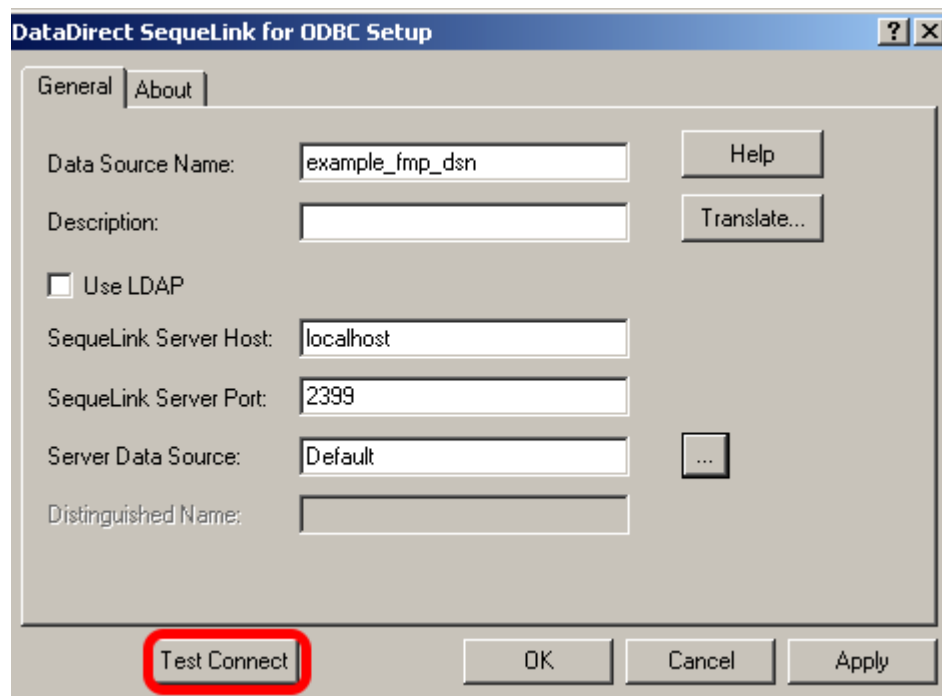 DataDirect SequeLink for ODBC Setup
General About
Data Source Name: example_fmp_dsn Help
Description: Translate...
Use LDAP
SequeLink Server Host: localhost
SequeLink Server Port: 2399
Server Data Source: Default ...
Distinguished Name:
Test Connect OK Cancel Apply